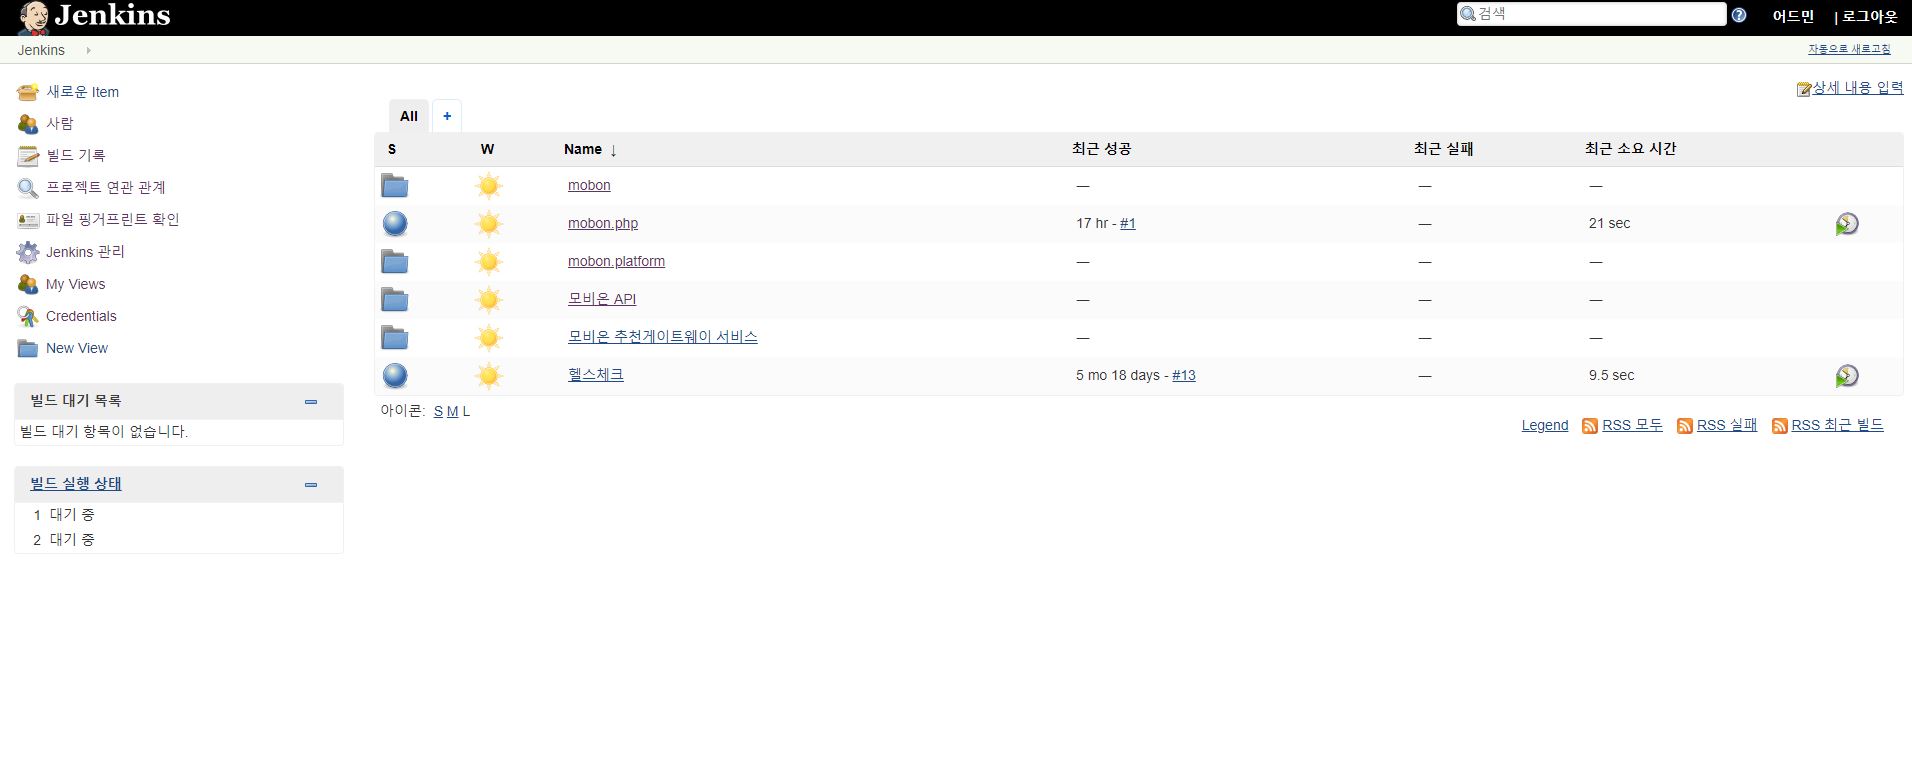 Jenkins
검색
어드민 | 로그아웃
Jenkins
자동으로 새로고침
새로운 Item
사람
빌드 기록
프로젝트 연관 관계
파일 핑거프린트 확인
Jenkins 관리
My Views
Credentials
New View
빌드 대기 목록
빌드 대기 항목이 없습니다.
빌드 실행 상태
1 대기 중
2 대기 중
상세 내용 입력
All +
S W Name ↓ 최근 성공 최근 실패 최근 소요 시간
mobon — — —
mobon.php 17 hr - #1 — 21 sec
mobon.platform — — —
모비온 API — — —
모비온 추천게이트웨이 서비스 — — —
헬스체크 5 mo 18 days - #13 — 9.5 sec
아이콘: S M L
Legend RSS 모두 RSS 실패 RSS 최근 빌드